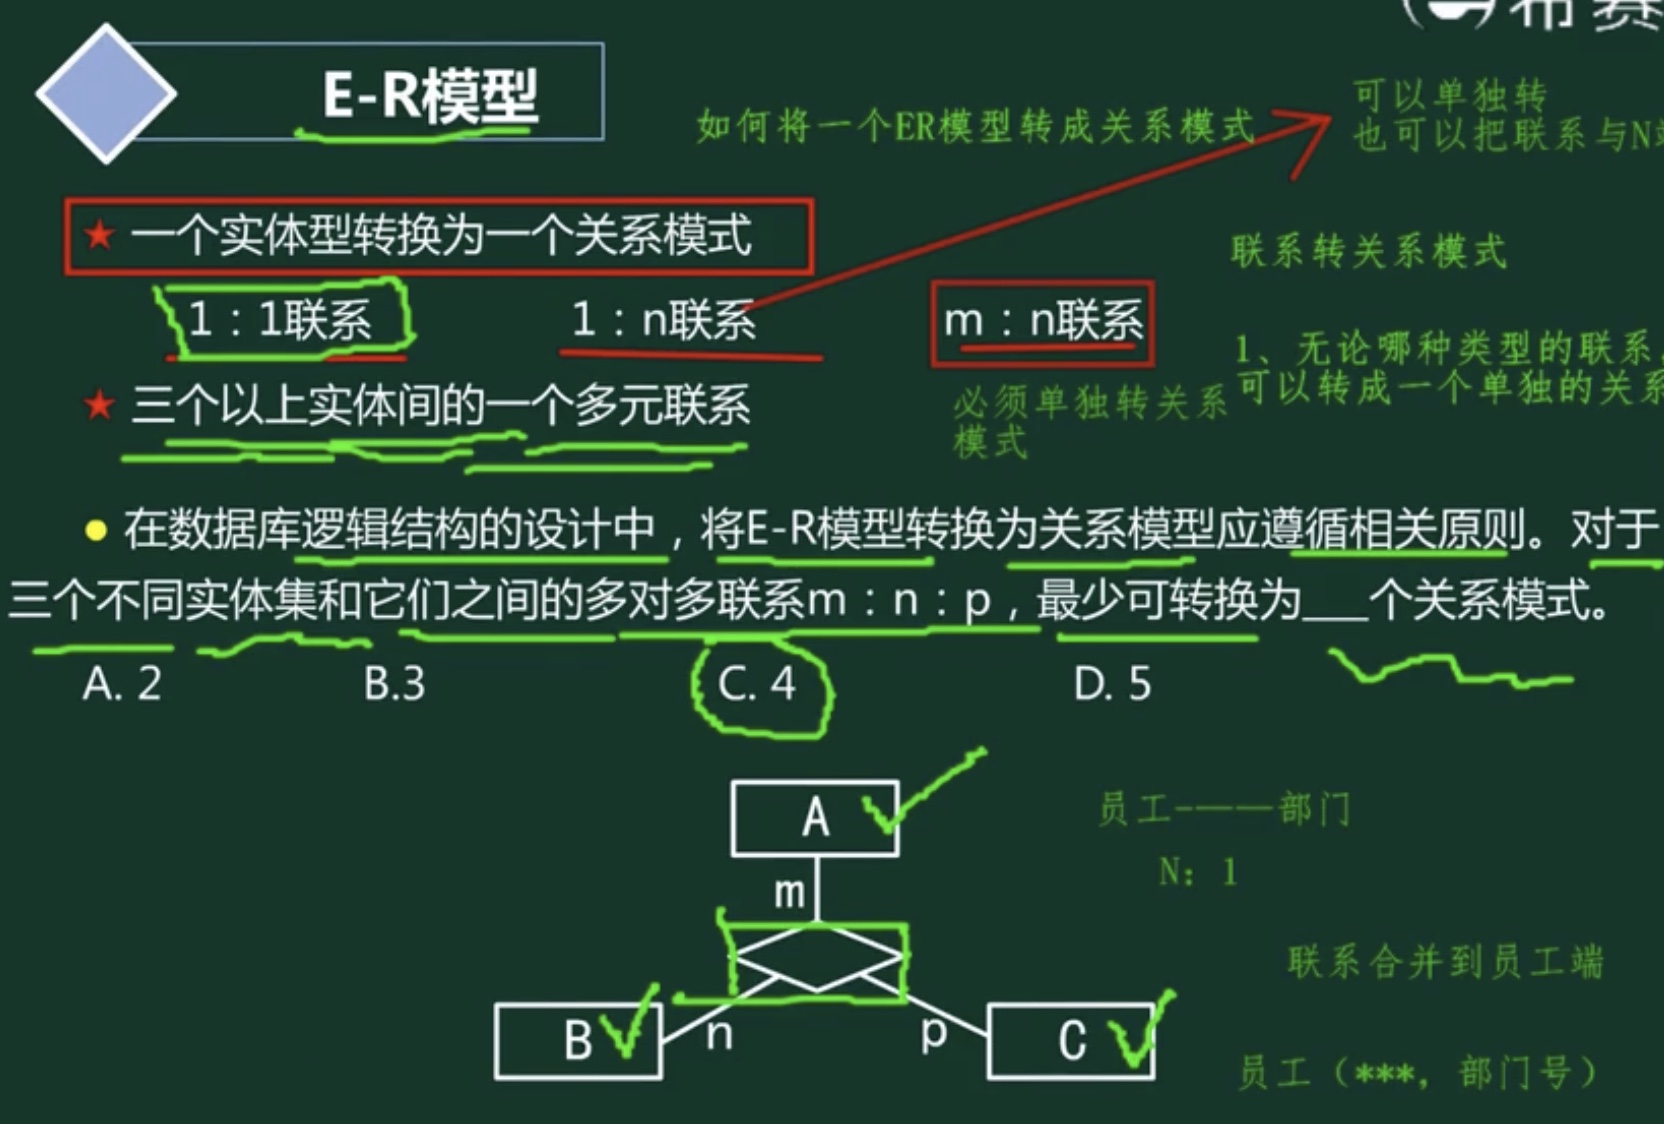 E-R模型
如何将一个ER模型转成关系模式
可以单独转
也可以把联系与N
★ 一个实体型转换为一个关系模式
联系转关系模式
1：1联系
1：n联系
m：n联系
1、无论哪种类型的联系，
可以转成一个单独的关系
★ 三个以上实体间的一个多元联系
必须单独转关系
模式
● 在数据库逻辑结构的设计中，将E-R模型转换为关系模型应遵循相关原则。对于
三个不同实体集和它们之间的多对多联系m：n：p，最少可转换为___个关系模式。
A. 2
B.3
C. 4
D. 5
A
员工-——部门
m
N：1
联系合并到员工端
B
n
p
C
员工（***，部门号）